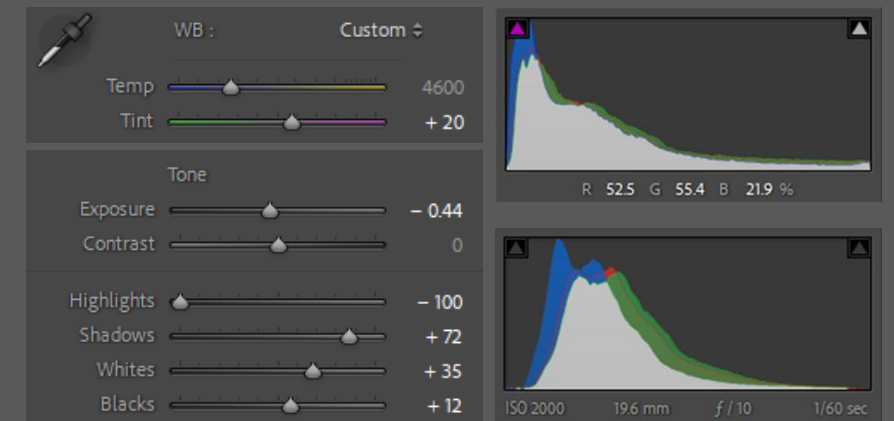 WB : Custom
Temp 4600
Tint + 20
Tone
Exposure – 0.44
Contrast 0
Highlights – 100
Shadows + 72
Whites + 35
Blacks + 12
R 52.5 G 55.4 B 21.9 %
ISO 2000 19.6 mm ƒ / 10 1/60 sec